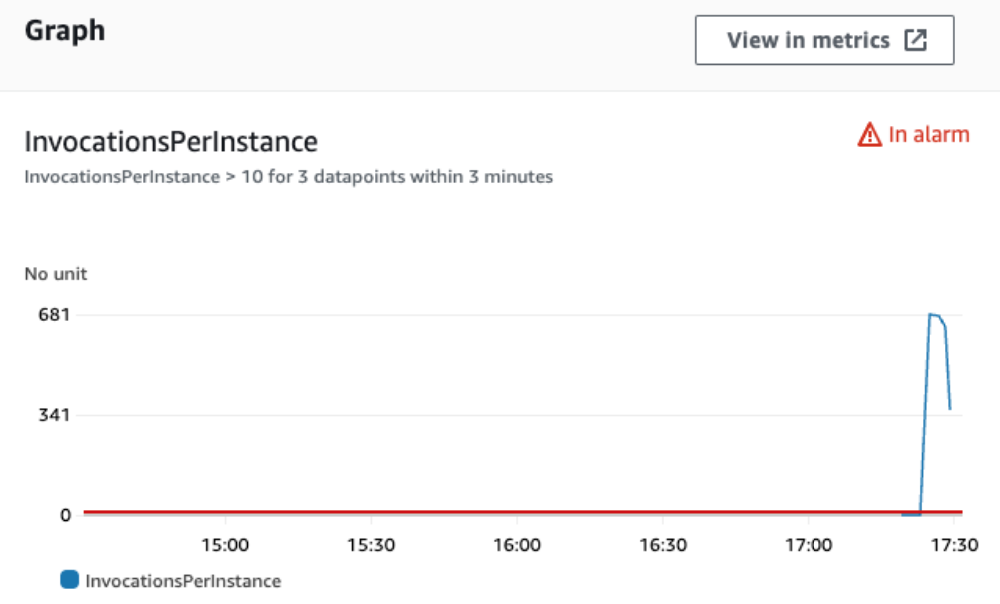 Graph
View in metrics
InvocationsPerInstance
In alarm
InvocationsPerInstance > 10 for 3 datapoints within 3 minutes
No unit
681
341
0
15:00 15:30 16:00 16:30 17:00 17:30
InvocationsPerInstance